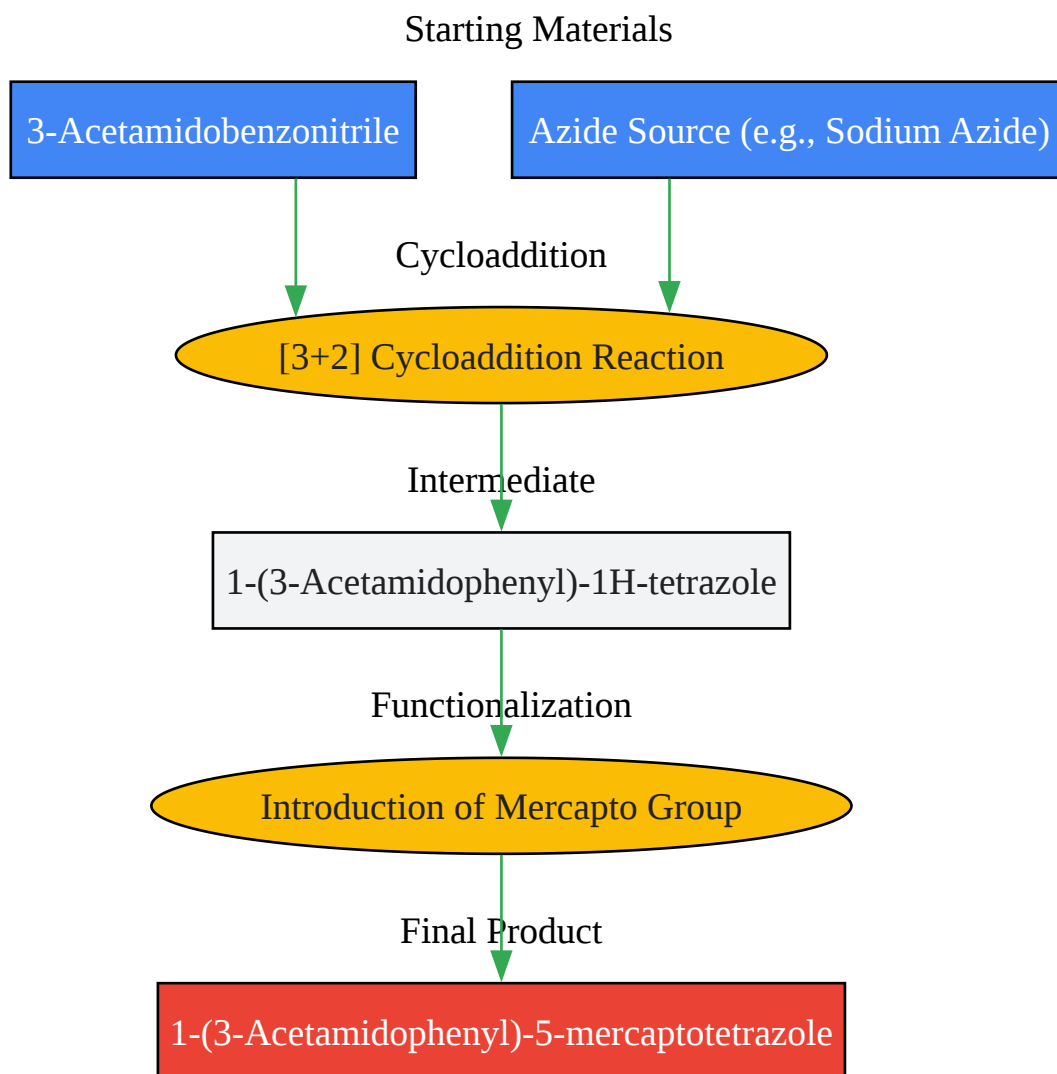 Starting Materials
3-Acetamidobenzonitrile
Azide Source (e.g., Sodium Azide)
Cycloaddition
[3+2] Cycloaddition Reaction
Intermediate
1-(3-Acetamidophenyl)-1H-tetrazole
Functionalization
Introduction of Mercapto Group
Final Product
1-(3-Acetamidophenyl)-5-mercaptotetrazole